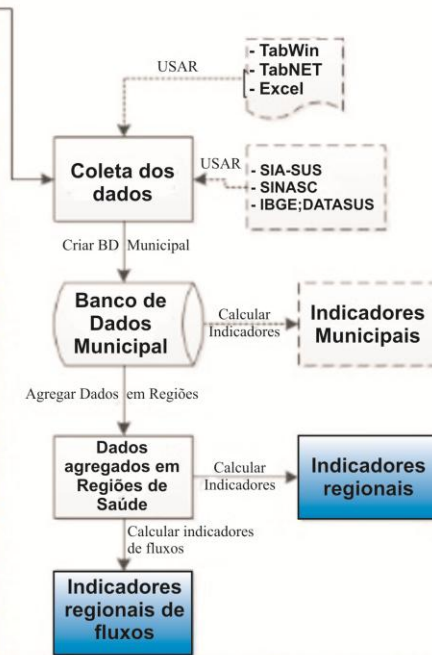 USAR
- TabWin
- TabNET
- Excel
Coleta dos
dados
USAR
- SIA-SUS
- SINASC
- IBGE;DATASUS
Criar BD Municipal
Banco de
Dados
Municipal
Calcular
Indicadores
Indicadores
Municipais
Agregar Dados em Regiões
Dados
agregados em
Regiões de
Saúde
Calcular
Indicadores
Indicadores
regionais
Calcular indicadores
de fluxos
Indicadores
regionais de
fluxos